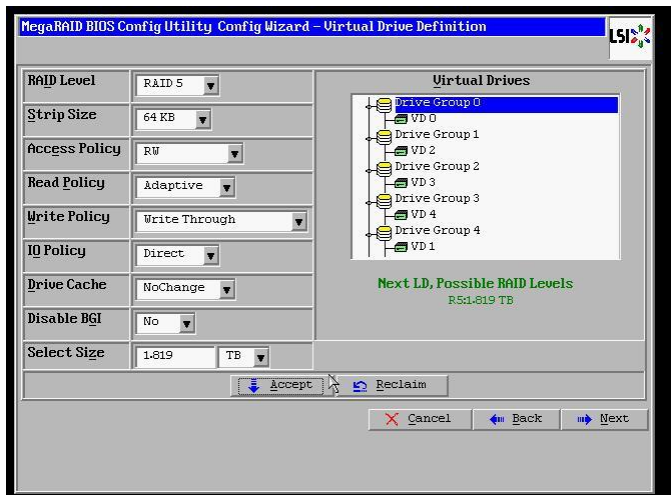 MegaRAID BIOS Config Utility Config Wizard – Virtual Drive Definition
LSI
RAID Level RAID 5
Strip Size 64 KB
Access Policy RW
Read Policy Adaptive
Write Policy Write Through
IO Policy Direct
Drive Cache NoChange
Disable BGI No
Select Size 1.819 TB
Virtual Drives
Drive Group 0
VD 0
Drive Group 1
VD 2
Drive Group 2
VD 3
Drive Group 3
VD 4
Drive Group 4
VD 1
Next LD, Possible RAID Levels
R5:1.819 TB
Accept Reclaim
Cancel Back Next